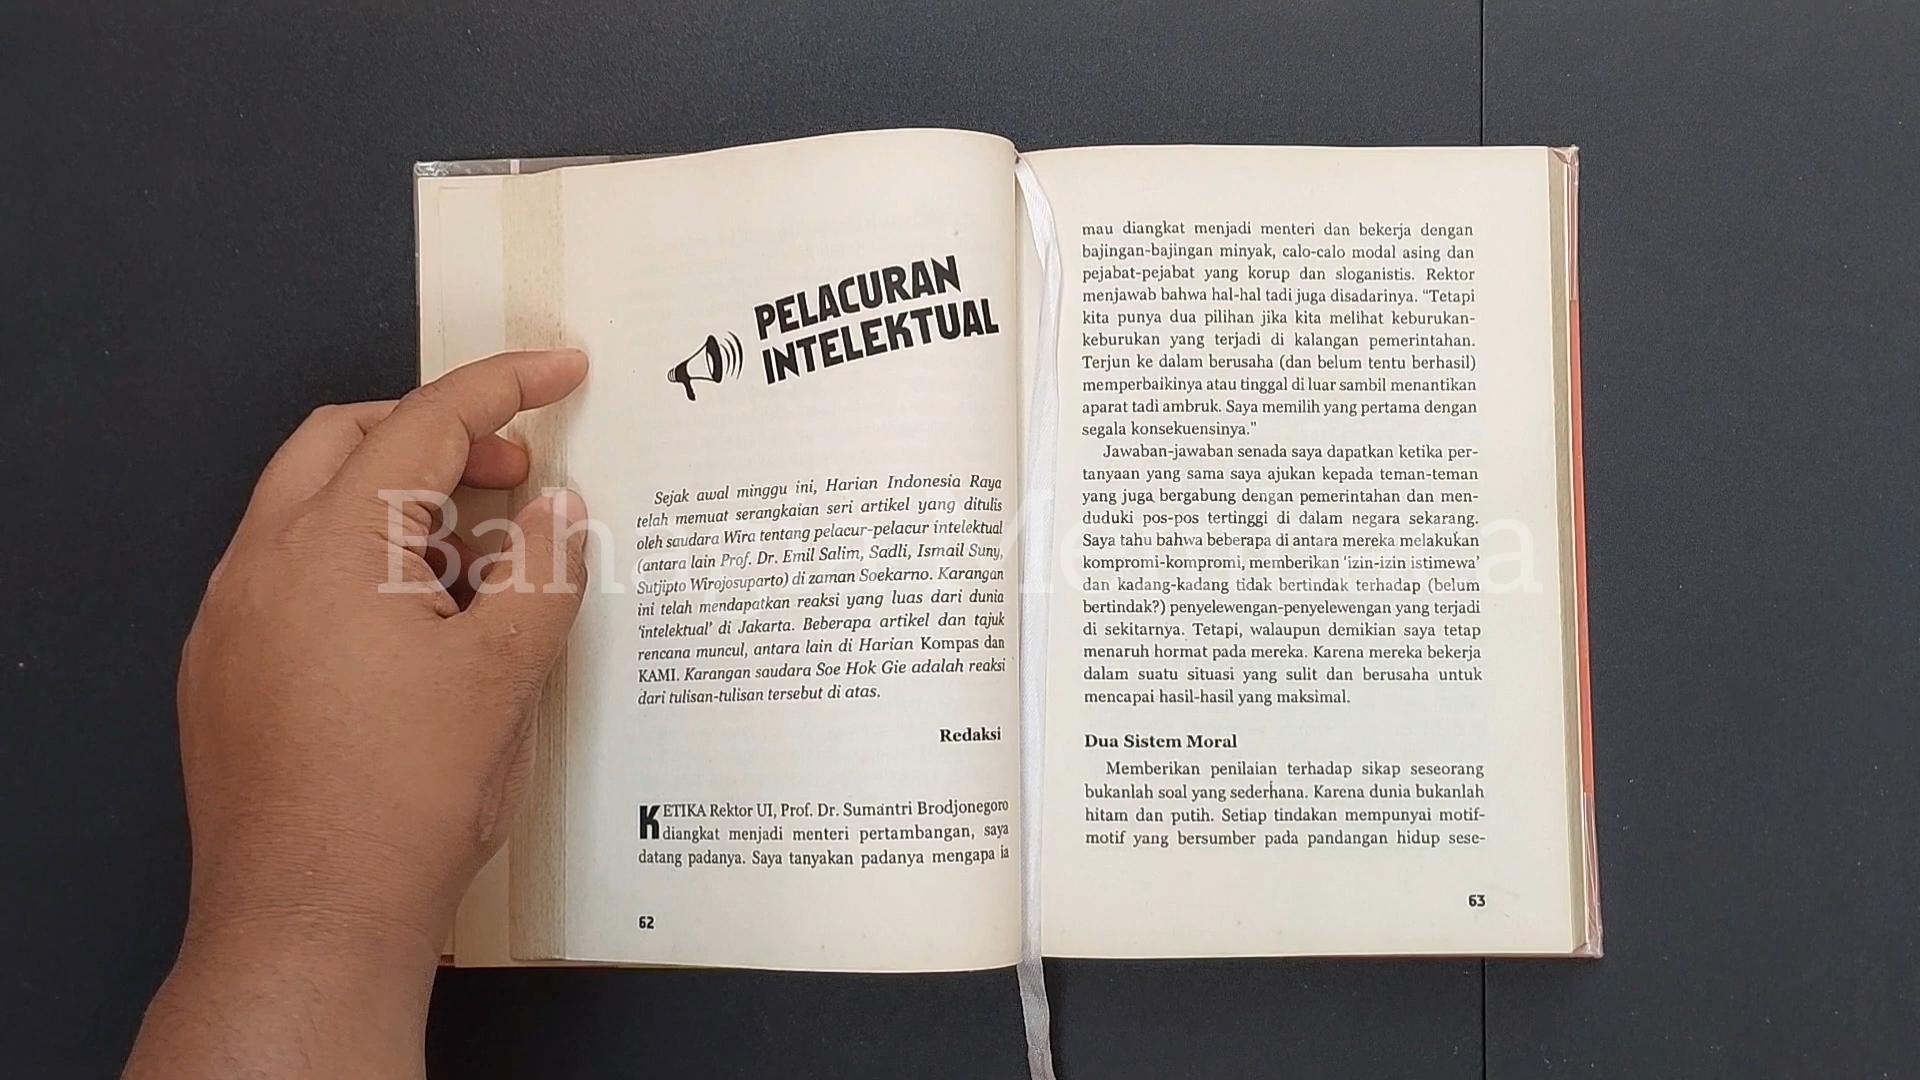 PELACURAN
INTELEKTUAL
Sejak awal minggu ini, Harian Indonesia Raya
telah memuat serangkaian seri artikel yang ditulis
oleh saudara Wira tentang pelacur-pelacur intelektual
(antara lain Prof. Dr. Emil Salim, Sadli, Ismail Suny,
Sutjipto Wirojosuparto) di zaman Soekarno. Karangan
ini telah mendapatkan reaksi yang luas dari dunia
'intelektual' di Jakarta. Beberapa artikel dan tajuk
rencana muncul, antara lain di Harian Kompas dan
KAMI. Karangan saudara Soe Hok Gie adalah reaksi
dari tulisan-tulisan tersebut di atas.
Redaksi
KETIKA Rektor UI, Prof. Dr. Sumantri Brodjonegoro
diangkat menjadi menteri pertambangan, saya
datang padanya. Saya tanyakan padanya mengapa ia
62
mau diangkat menjadi menteri dan bekerja dengan
bajingan-bajingan minyak, calo-calo modal asing dan
pejabat-pejabat yang korup dan sloganistis. Rektor
menjawab bahwa hal-hal tadi juga disadarinya. “Tetapi
kita punya dua pilihan jika kita melihat keburukan-
keburukan yang terjadi di kalangan pemerintahan.
Terjun ke dalam berusaha (dan belum tentu berhasil)
memperbaikinya atau tinggal di luar sambil menantikan
aparat tadi ambruk. Saya memilih yang pertama dengan
segala konsekuensinya.”
Jawaban-jawaban senada saya dapatkan ketika per-
tanyaan yang sama saya ajukan kepada teman-teman
yang juga bergabung dengan pemerintahan dan men-
duduki pos-pos tertinggi di dalam negara sekarang.
Saya tahu bahwa beberapa di antara mereka melakukan
kompromi-kompromi, memberikan 'izin-izin istimewa'
dan kadang-kadang tidak bertindak terhadap (belum
bertindak?) penyelewengan-penyelewengan yang terjadi
di sekitarnya. Tetapi, walaupun demikian saya tetap
menaruh hormat pada mereka. Karena mereka bekerja
dalam suatu situasi yang sulit dan berusaha untuk
mencapai hasil-hasil yang maksimal.
Dua Sistem Moral
Memberikan penilaian terhadap sikap seseorang
bukanlah soal yang sederhana. Karena dunia bukanlah
hitam dan putih. Setiap tindakan mempunyai motif-
motif yang bersumber pada pandangan hidup sese-
63